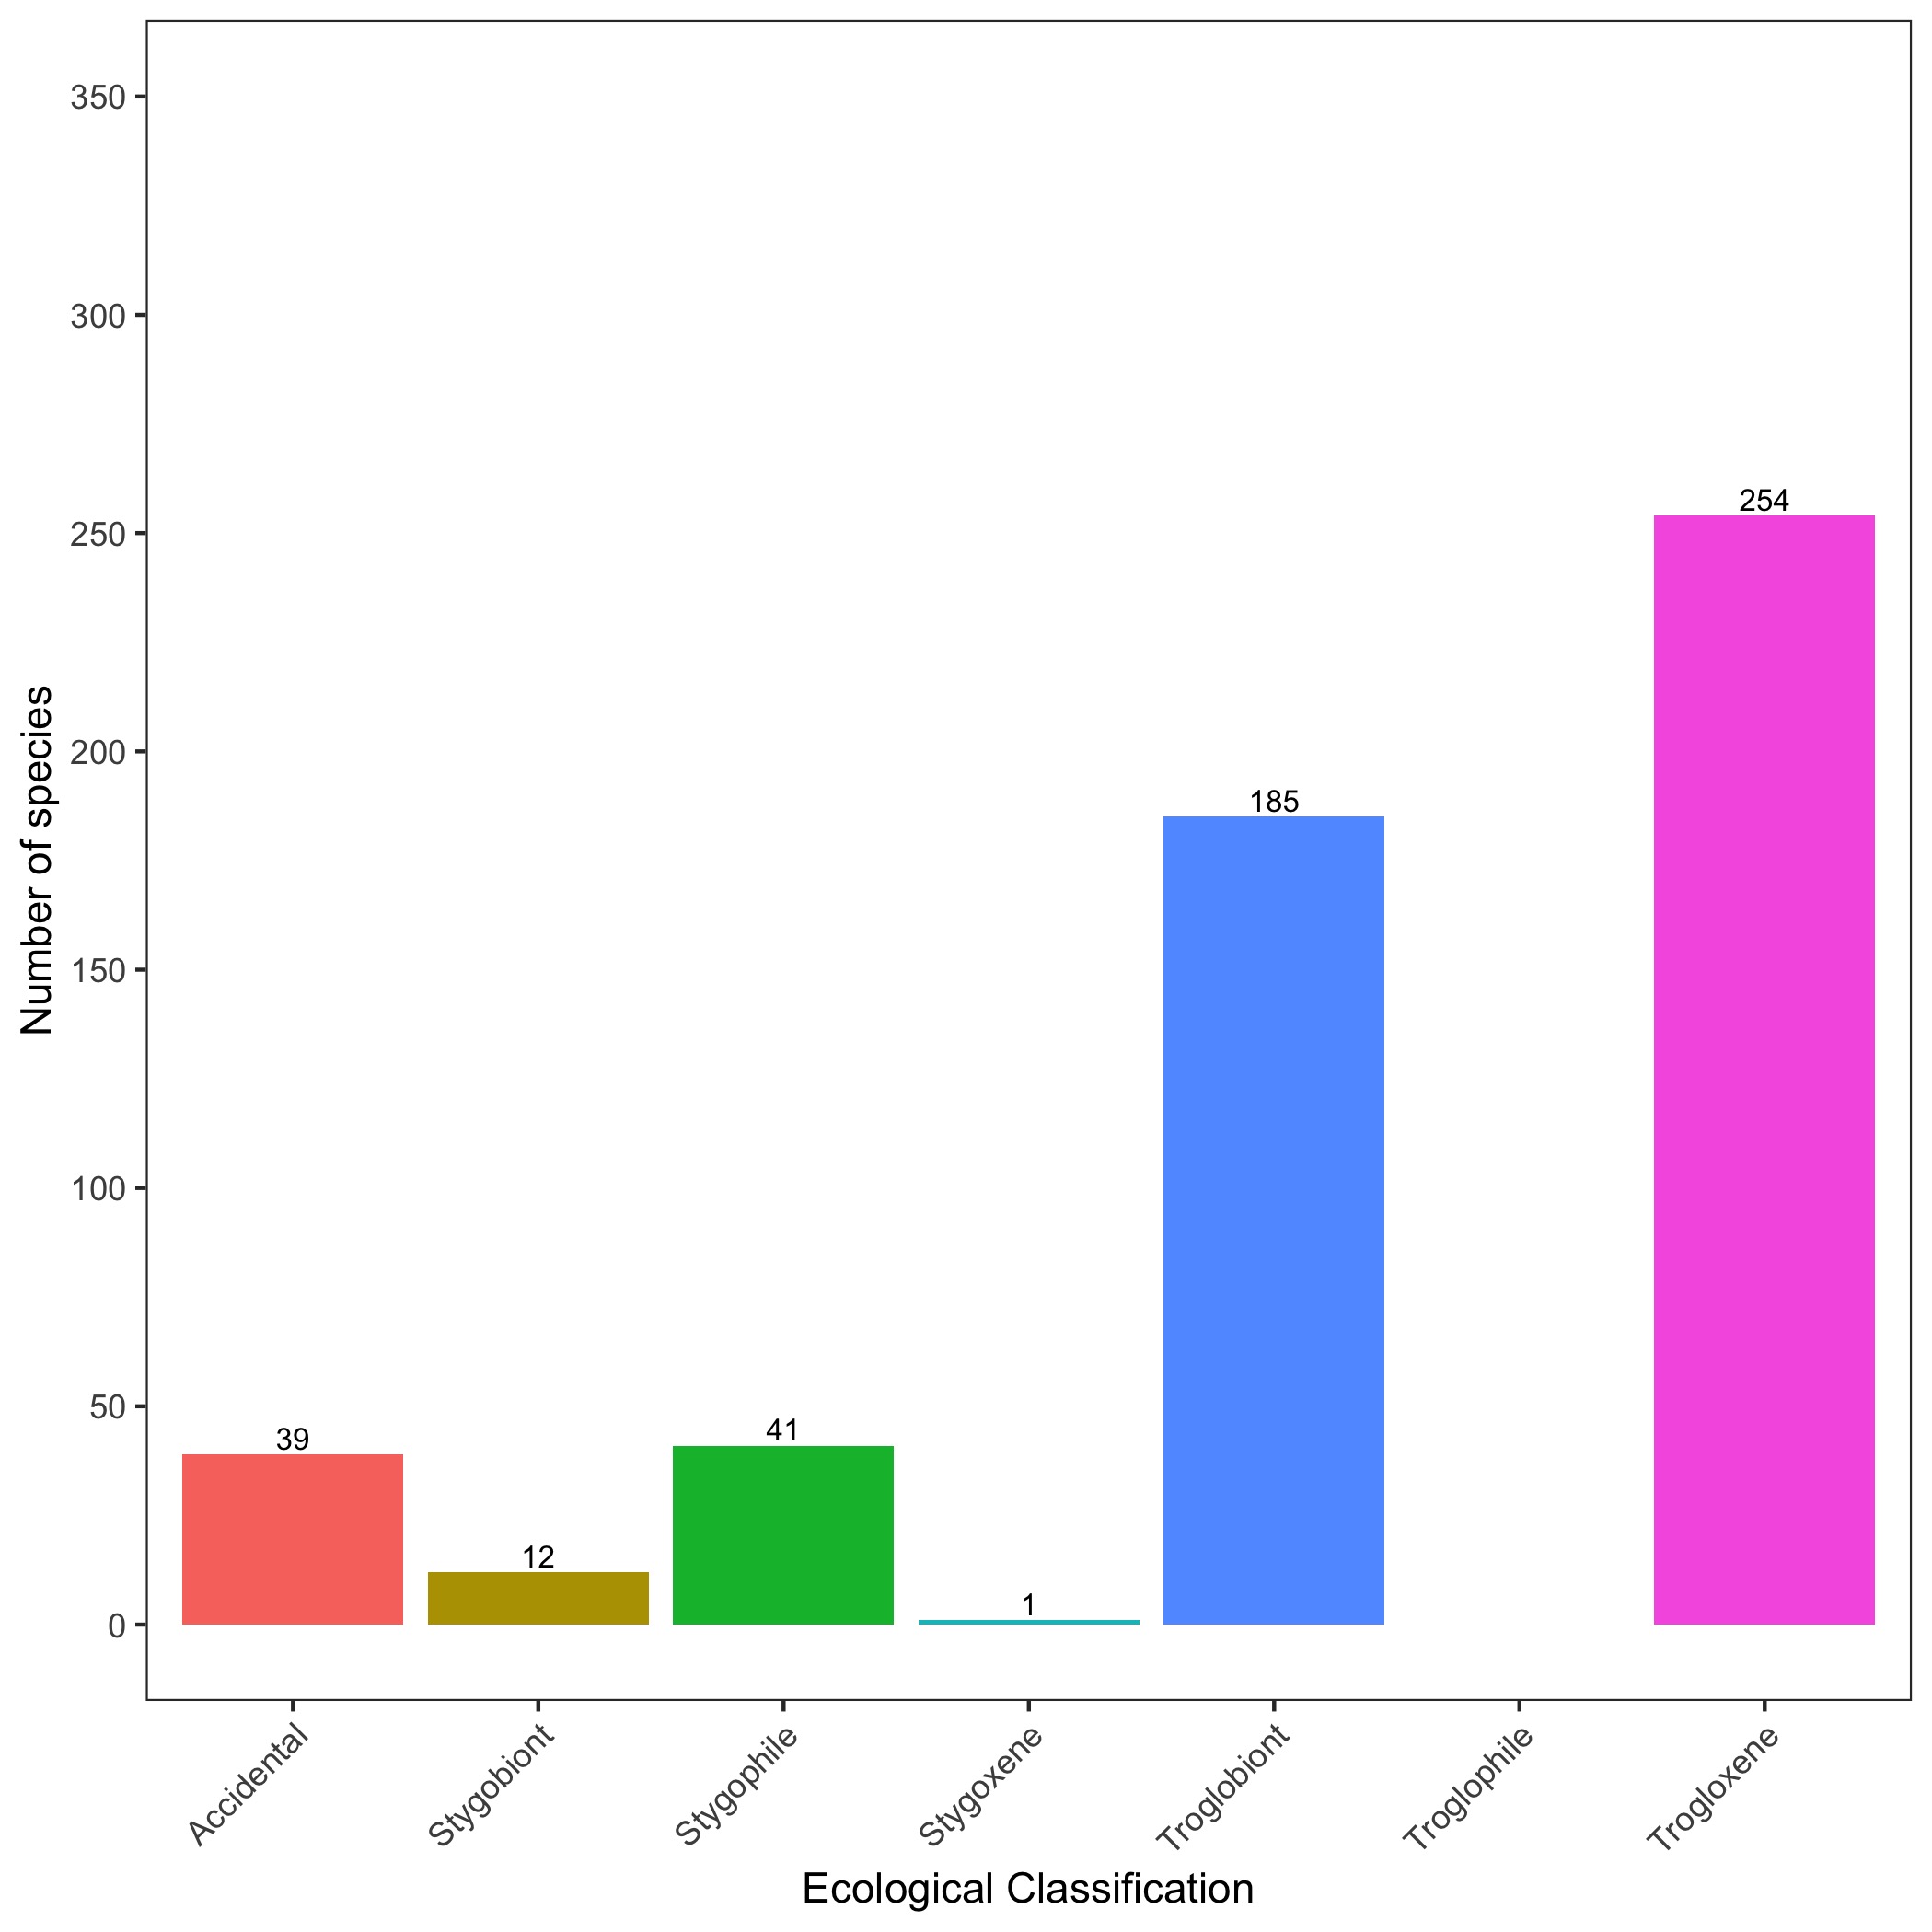 Number of species
350
300
250
200
150
100
50
0
39
12
41
1
185
254
Accidental
Stygobiont
Stygophile
Stygoxene
Troglobiont
Troglophile
Trogloxene
Ecological Classification